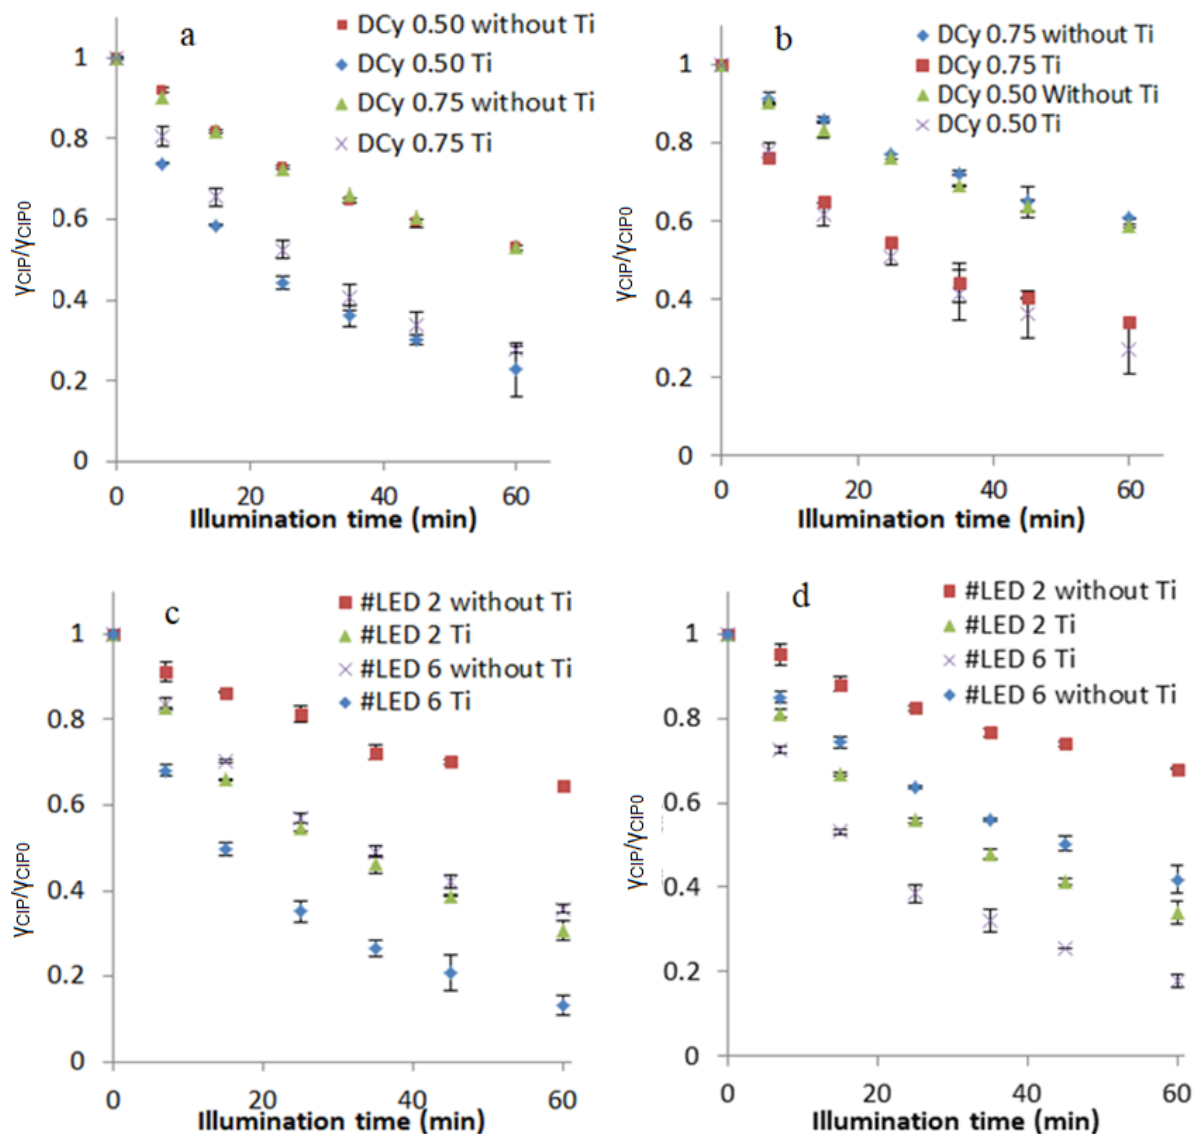 a
DCy 0.50 without Ti
DCy 0.50 Ti
DCy 0.75 without Ti
DCy 0.75 Ti
1
0.8
0.6
0.4
0.2
0
0 20 40 60
γCIP/γCIP0
Illumination time (min)
b
DCy 0.75 without Ti
DCy 0.75 Ti
DCy 0.50 Without Ti
DCy 0.50 Ti
1
0.8
0.6
0.4
0.2
0
0 20 40 60
γCIP/γCIP0
Illumination time (min)
c
#LED 2 without Ti
#LED 2 Ti
#LED 6 without Ti
#LED 6 Ti
1
0.8
0.6
0.4
0.2
0
0 20 40 60
γCIP/γCIP0
Illumination time (min)
d
#LED 2 without Ti
#LED 2 Ti
#LED 6 Ti
#LED 6 without Ti
1
0.8
0.6
0.4
0.2
0
0 20 40 60
γCIP/γCIP0
Illumination time (min)